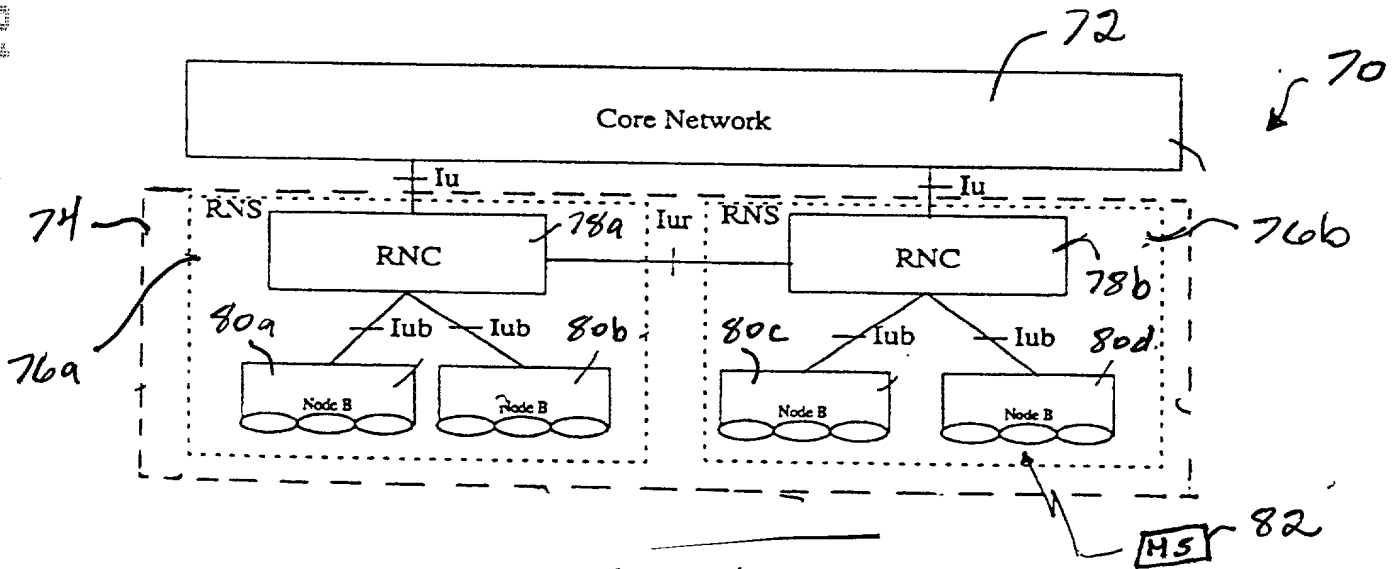 72
70
Core Network
Iu Iu
74 RNS 78a Iur RNS 76b
RNC RNC
78b
80a Iub Iub 80b 80c Iub Iub 80d
76a
Node B Node B Node B Node B
MS 82